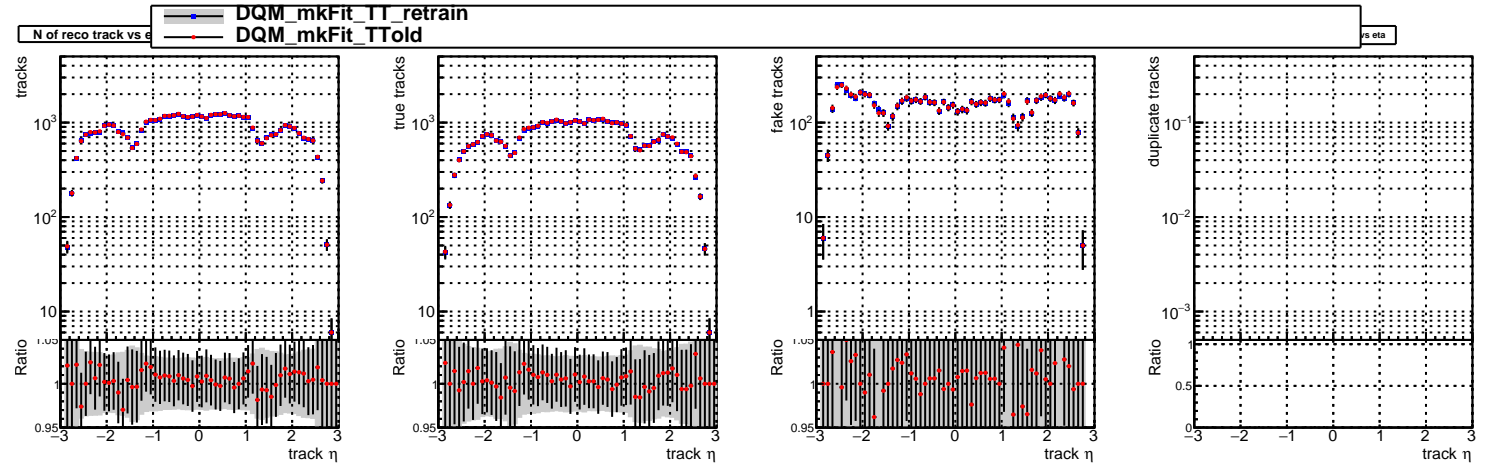 DQM_mkFit_TT_retrain
DQM_mkFit_TTold
N of reco track vs e
vs eta
tracks
10³
10²
10
1.05
Ratio
1
0.95
−3 −2 −1 0 1 2 3
track η
true tracks
10³
10²
10
1.05
Ratio
1
0.95
−3 −2 −1 0 1 2 3
track η
fake tracks
10³
10²
10
1
1.05
Ratio
1
0.95
−3 −2 −1 0 1 2 3
track η
duplicate tracks
10⁻¹
10⁻²
10⁻³
Ratio
1
0.5
0
−3 −2 −1 0 1 2 3
track η